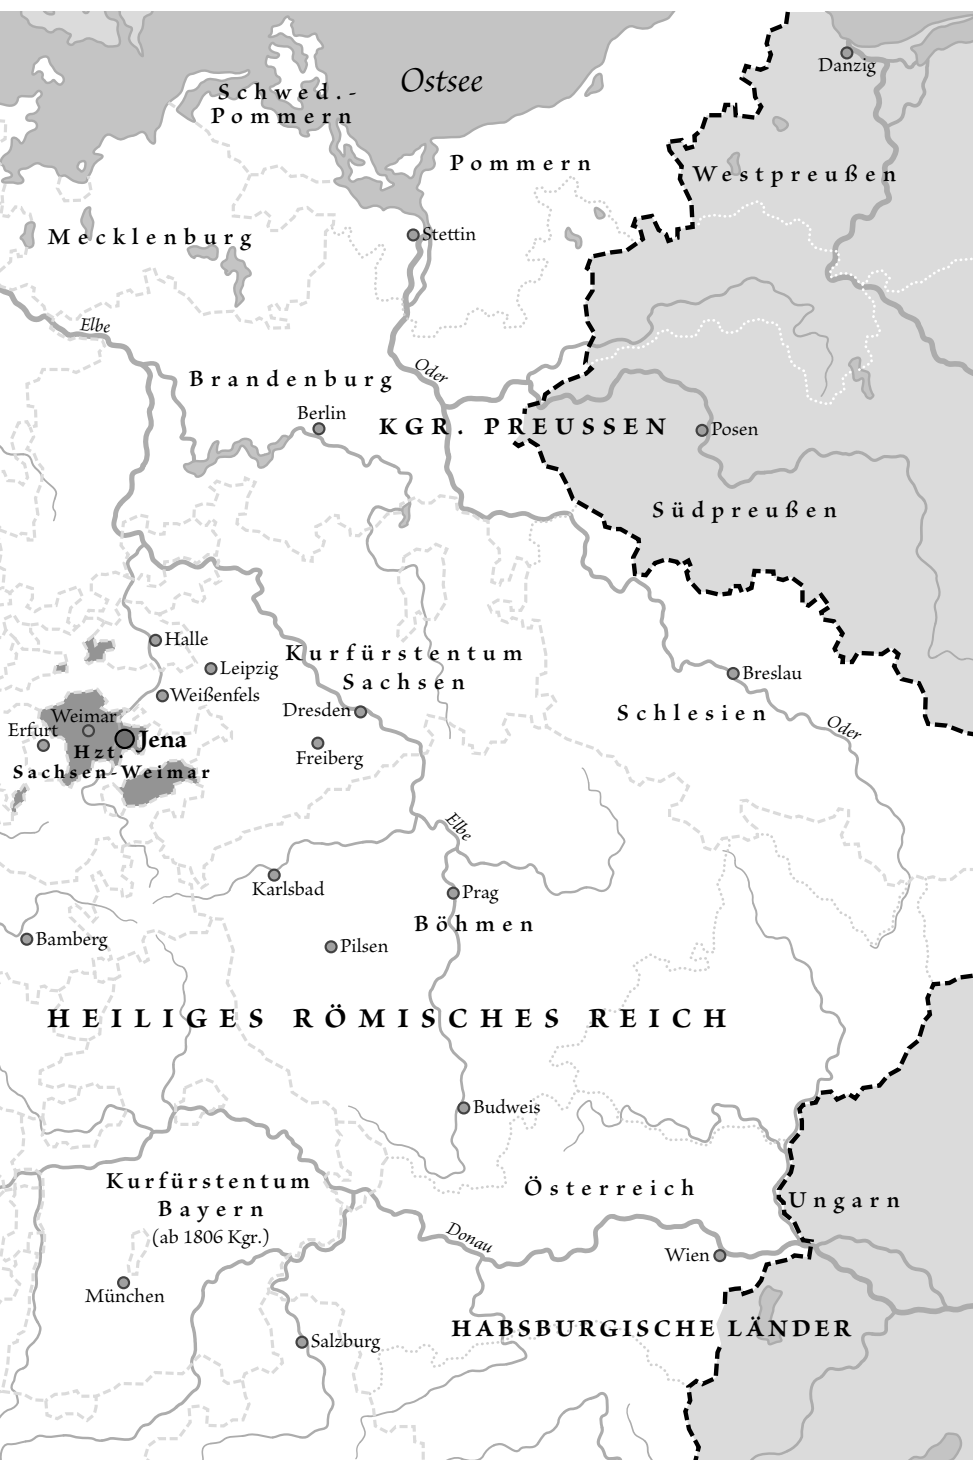 Danzig
Ostsee
Schwed.-
Pommern
Pommern
Westpreußen
Mecklenburg
Stettin
Elbe
Oder
Brandenburg
Berlin
KGR. PREUSSEN
Posen
Südpreußen
Halle
Kurfürstentum
Sachsen
Leipzig
Breslau
Weißenfels
Schlesien
Dresden
Weimar
Erfurt
Jena
Oder
Hzt.
Sachsen-Weimar
Freiberg
Elbe
Karlsbad
Prag
Böhmen
Bamberg
Pilsen
HEILIGES RÖMISCHES REICH
Budweis
Kurfürstentum
Bayern
(ab 1806 Kgr.)
Österreich
Ungarn
Donau
Wien
München
HABSBURGISCHE LÄNDER
Salzburg